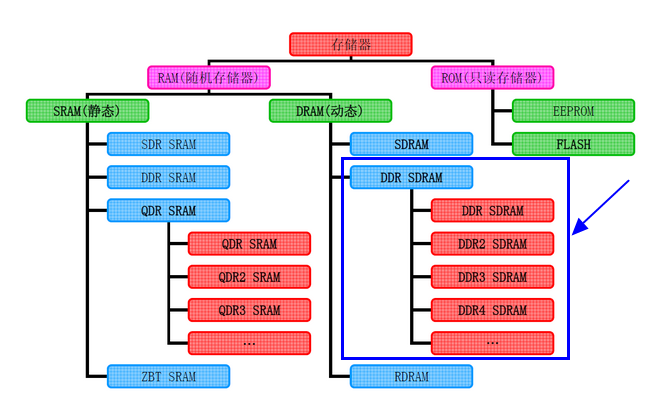 存储器
RAM(随机存储器)
ROM(只读存储器)
SRAM(静态)
DRAM(动态)
EEPROM
SDR SRAM
SDRAM
FLASH
DDR SRAM
DDR SDRAM
QDR SRAM
DDR SDRAM
QDR SRAM
DDR2 SDRAM
QDR2 SRAM
DDR3 SDRAM
QDR3 SRAM
DDR4 SDRAM
…
…
ZBT SRAM
RDRAM